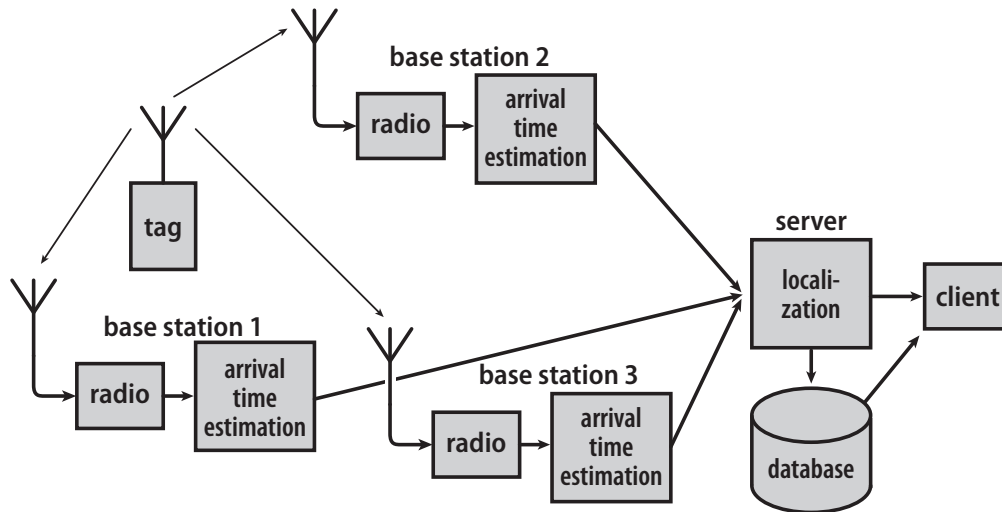 base station 2
radio
arrival
time
estimation
tag
base station 1
radio
arrival
time
estimation
base station 3
radio
arrival
time
estimation
server
locali-
zation
client
database